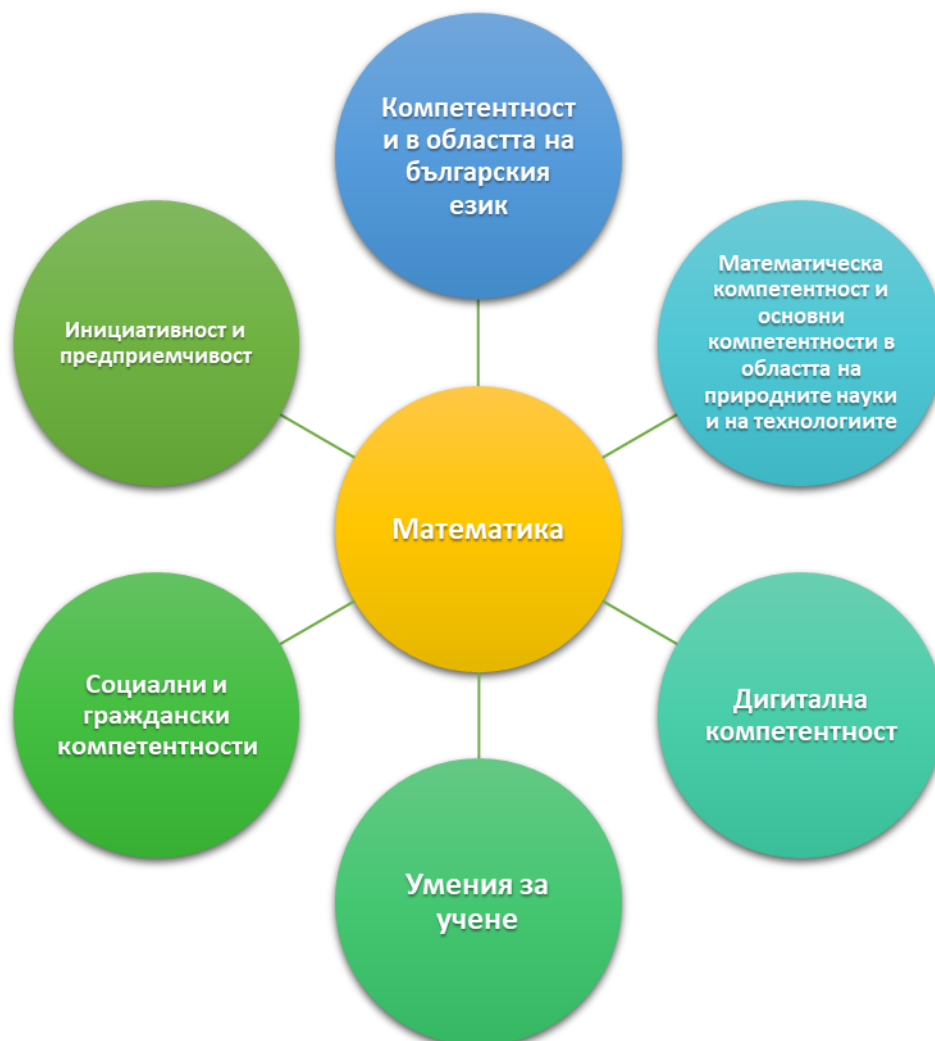 Компетентност
и в областта на
българския
език
Математическа
компетентност и
основни
компетентности в
областта на
природните науки
и на технологиите
Инициативност и
предприемчивост
Математика
Социални и
граждански
компетентности
Дигитална
компетентност
Умения за
учене